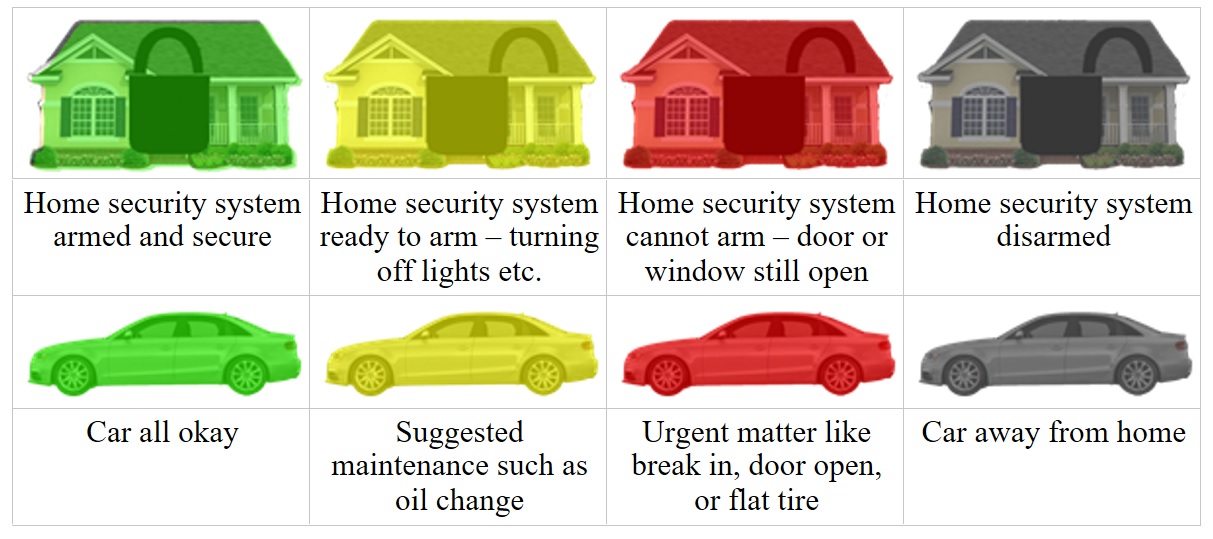 Home security system
armed and secure
Home security system
ready to arm – turning
off lights etc.
Home security system
cannot arm – door or
window still open
Home security system
disarmed
Car all okay
Suggested
maintenance such as
oil change
Urgent matter like
break in, door open,
or flat tire
Car away from home